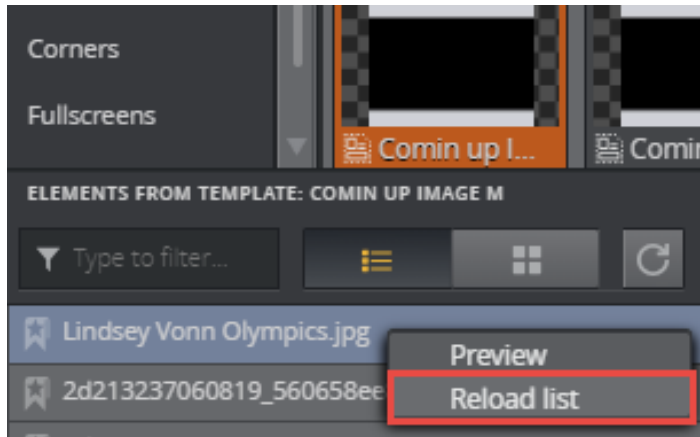 Corners
Fullscreens
Comin up I...
Comin
ELEMENTS FROM TEMPLATE: COMIN UP IMAGE M
Type to filter...
Lindsey Vonn Olympics.jpg
Preview
2d213237060819_560658ee
Reload list